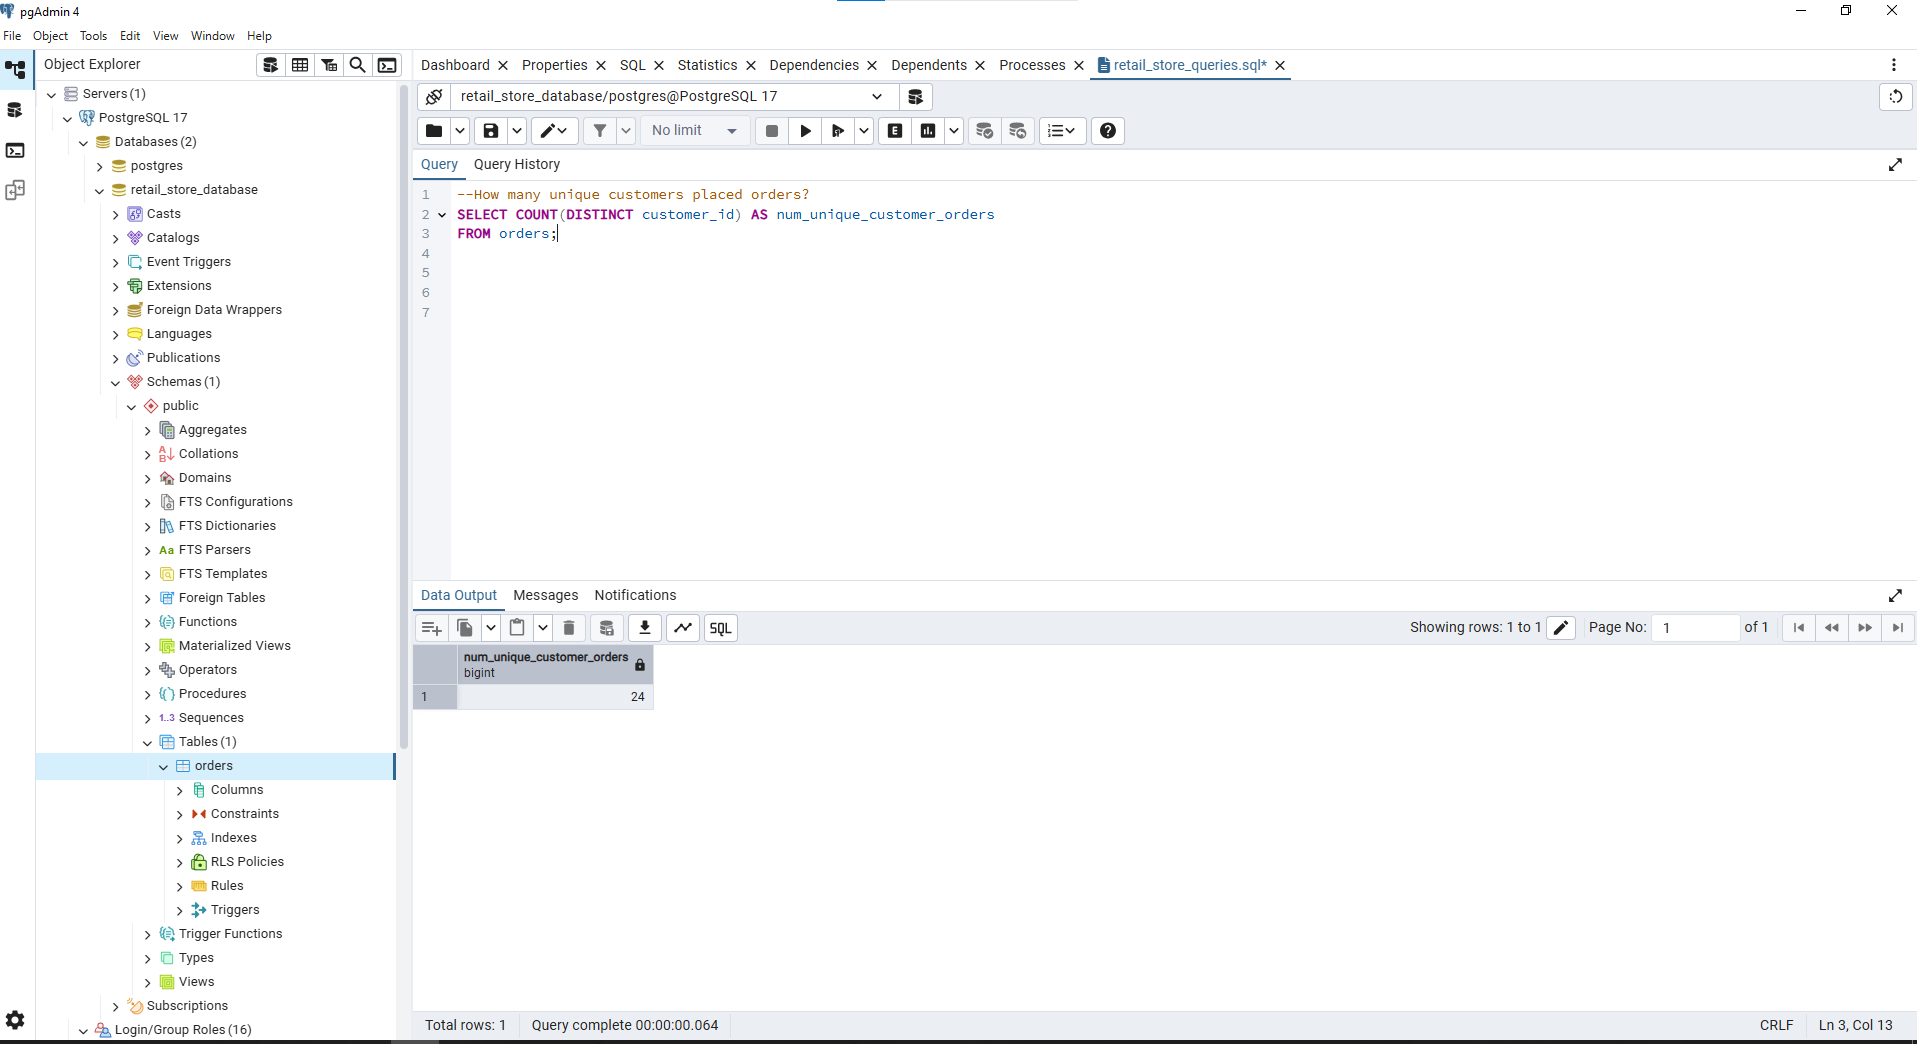 pgAdmin 4
File Object Tools Edit View Window Help
Object Explorer
Servers (1)
PostgreSQL 17
Databases (2)
postgres
retail_store_database
Casts
Catalogs
Event Triggers
Extensions
Foreign Data Wrappers
Languages
Publications
Schemas (1)
public
Aggregates
Collations
Domains
FTS Configurations
FTS Dictionaries
Aa FTS Parsers
FTS Templates
Foreign Tables
Functions
Materialized Views
Operators
Procedures
1..3 Sequences
Tables (1)
orders
Columns
Constraints
Indexes
RLS Policies
Rules
Triggers
Trigger Functions
Types
Views
Subscriptions
Login/Group Roles (16)
Dashboard Properties SQL Statistics Dependencies Dependents Processes retail_store_queries.sql*
retail_store_database/postgres@PostgreSQL 17
No limit E
Query Query History
1 --How many unique customers placed orders?
2 SELECT COUNT(DISTINCT customer_id) AS num_unique_customer_orders
3 FROM orders;
4
5
6
7
Data Output Messages Notifications
SQL Showing rows: 1 to 1 Page No: 1 of 1
num_unique_customer_orders
bigint
1 24
Total rows: 1 Query complete 00:00:00.064 CRLF Ln 3, Col 13